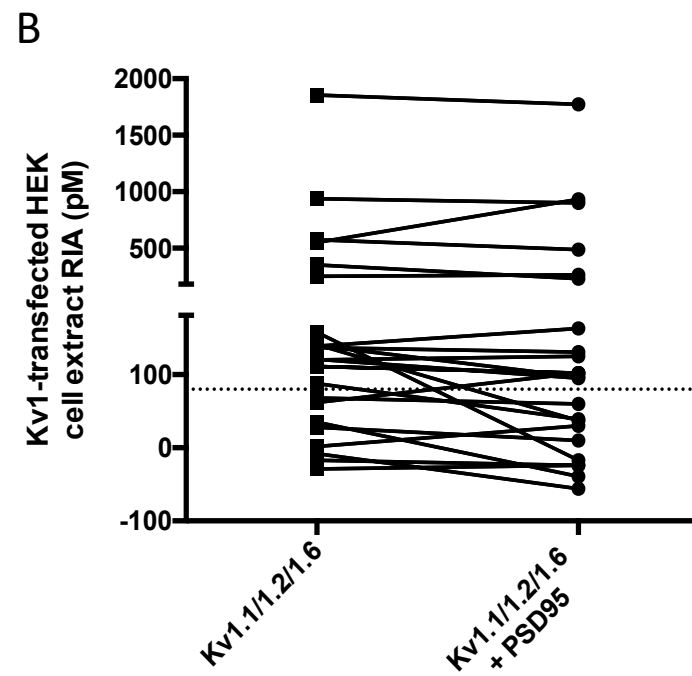 B
Kv1-transfected HEK
cell extract RIA (pM)
2000
1500
1000
500
100
0
-100
Kv1.1/1.2/1.6
Kv1.1/1.2/1.6
+ PSD95